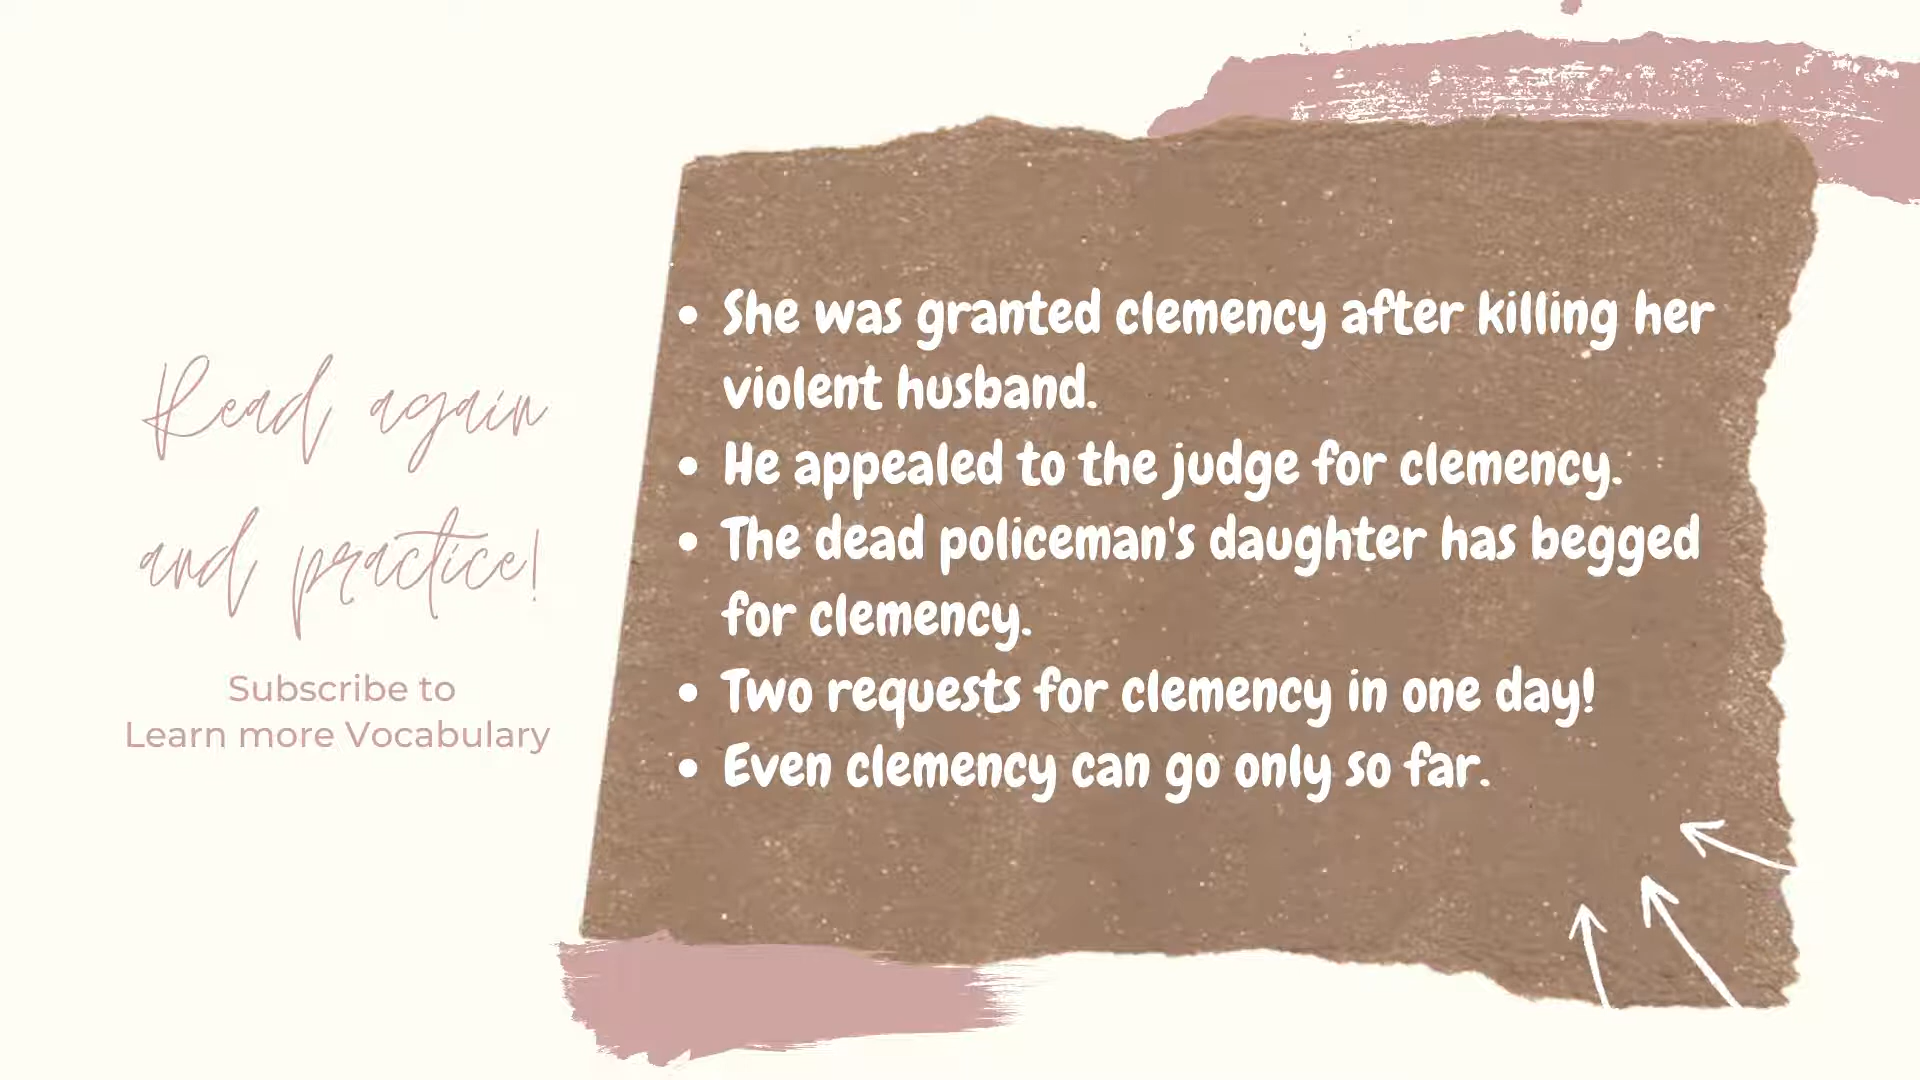 Read again
and practice!
Subscribe to
Learn more Vocabulary
• She was granted clemency after killing her
violent husband.
• He appealed to the judge for clemency.
• The dead policeman's daughter has begged
for clemency.
• Two requests for clemency in one day!
• Even clemency can go only so far.